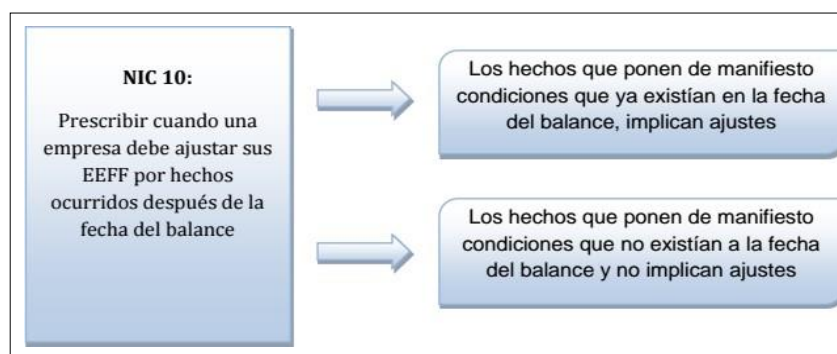 NIC 10:
Prescribir cuando una
empresa debe ajustar sus
EEFF por hechos
ocurridos después de la
fecha del balance
Los hechos que ponen de manifiesto
condiciones que ya existían en la fecha
del balance, implican ajustes
Los hechos que ponen de manifiesto
condiciones que no existían a la fecha
del balance y no implican ajustes